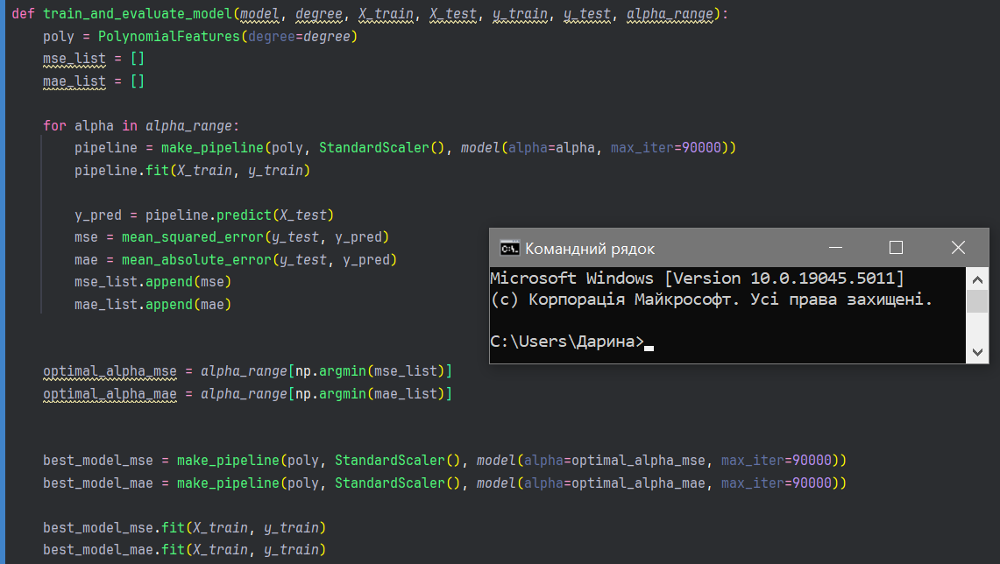 def train_and_evaluate_model(model, degree, X_train, X_test, y_train, y_test, alpha_range):
poly = PolynomialFeatures(degree=degree)
mse_list = []
mae_list = []
for alpha in alpha_range:
pipeline = make_pipeline(poly, StandardScaler(), model(alpha=alpha, max_iter=90000))
pipeline.fit(X_train, y_train)
y_pred = pipeline.predict(X_test)
mse = mean_squared_error(y_test, y_pred)
mae = mean_absolute_error(y_test, y_pred)
mse_list.append(mse)
mae_list.append(mae)
optimal_alpha_mse = alpha_range[np.argmin(mse_list)]
optimal_alpha_mae = alpha_range[np.argmin(mae_list)]
best_model_mse = make_pipeline(poly, StandardScaler(), model(alpha=optimal_alpha_mse, max_iter=90000))
best_model_mae = make_pipeline(poly, StandardScaler(), model(alpha=optimal_alpha_mae, max_iter=90000))
best_model_mse.fit(X_train, y_train)
best_model_mae.fit(X_train, y_train)
C:\.
Командний рядок
Microsoft Windows [Version 10.0.19045.5011]
(c) Корпорація Майкрософт. Усі права захищені.
C:\Users\Дарина>